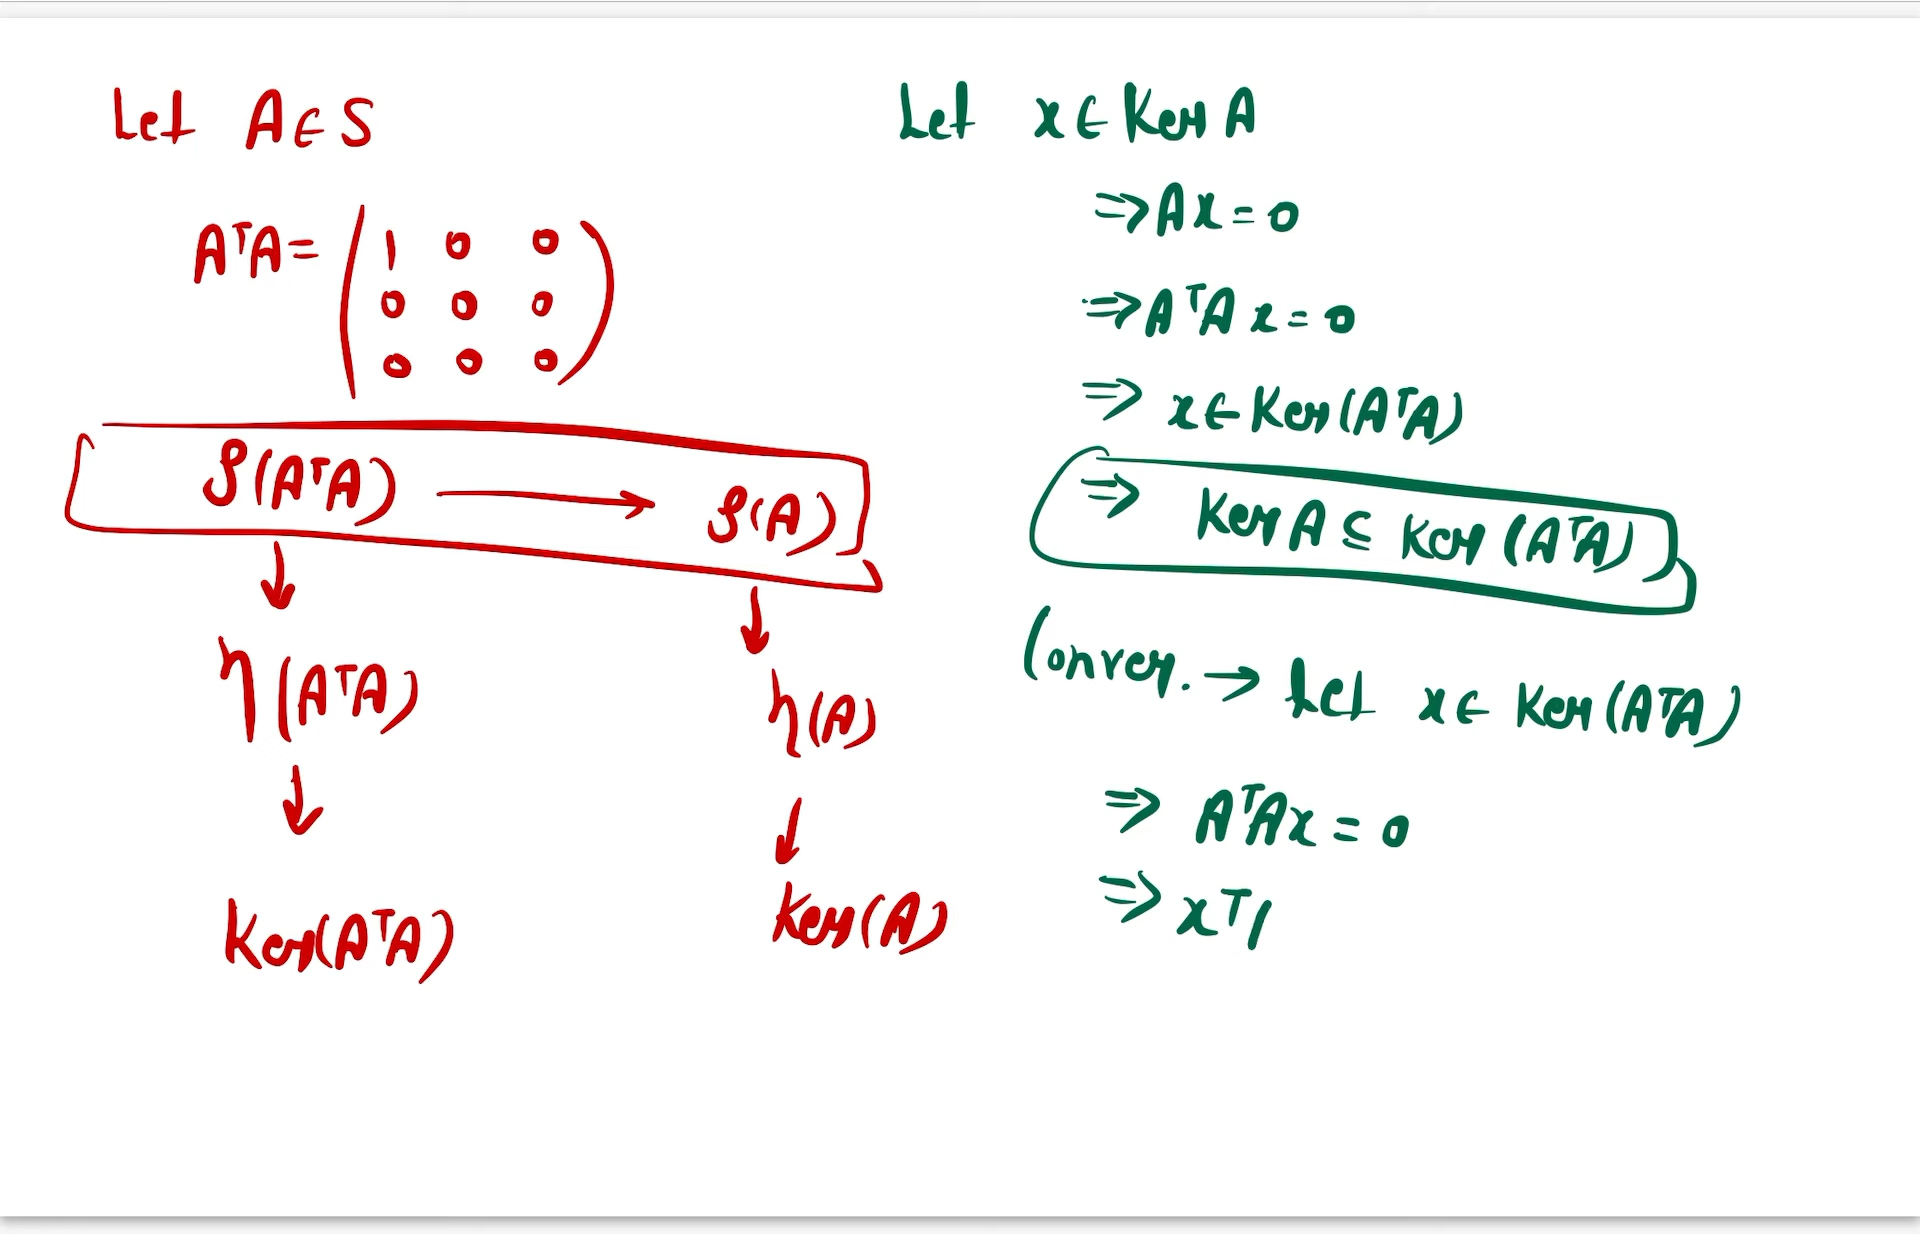 Let A ∈ S
AᵀA = ( 1 0 0
0 0 0
0 0 0 )
ρ(AᵀA) → ρ(A)
↓ ↓
η(AᵀA) η(A)
↓ ↓
Ker(AᵀA) Ker(A)
Let x ∈ Ker A
⇒ Ax = 0
⇒ AᵀA x = 0
⇒ x ∈ Ker(AᵀA)
⇒ Ker A ⊆ Ker (AᵀA)
Conver. → Let x ∈ Ker(AᵀA)
⇒ AᵀAx = 0
⇒ xᵀ